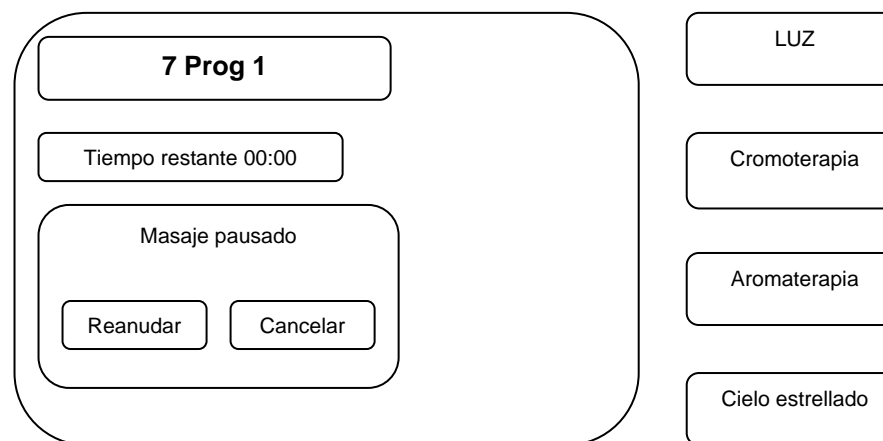 7 Prog 1
Tiempo restante 00:00
Masaje pausado
Reanudar
Cancelar
LUZ
Cromoterapia
Aromaterapia
Cielo estrellado